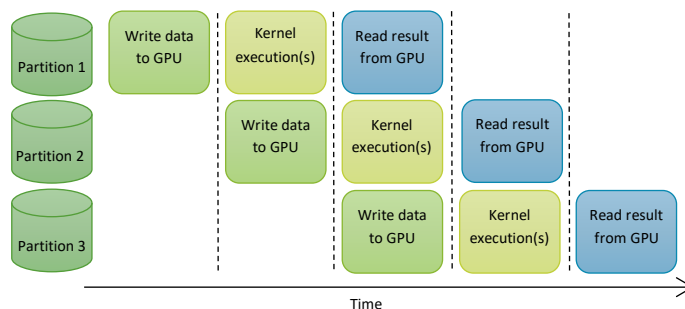 Partition 1
Write data
to GPU
Kernel
execution(s)
Read result
from GPU
Partition 2
Write data
to GPU
Kernel
execution(s)
Read result
from GPU
Partition 3
Write data
to GPU
Kernel
execution(s)
Read result
from GPU
Time